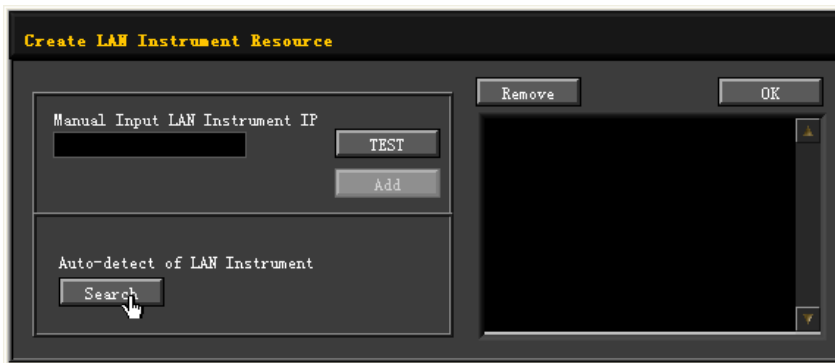 Create LAN Instrument Resource
Remove
OK
Manual Input LAN Instrument IP
TEST
Add
Auto-detect of LAN Instrument
Search